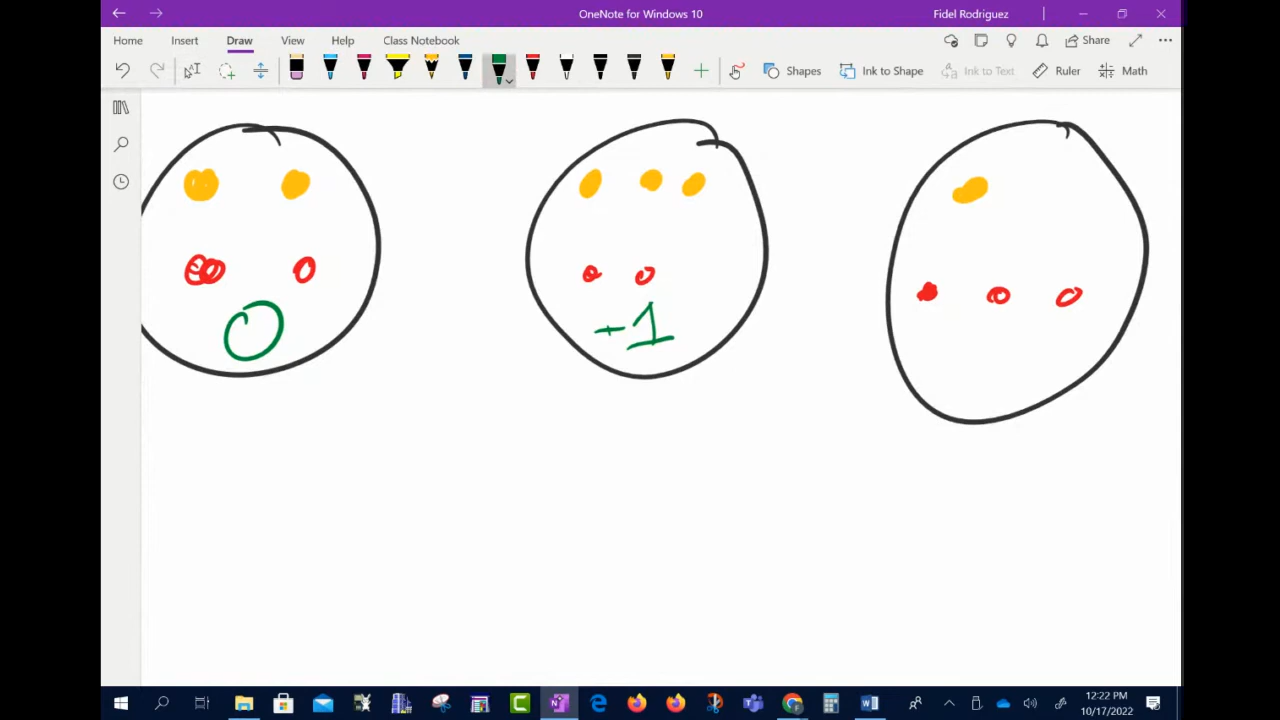 OneNote for Windows 10
Fidel Rodriguez
Home Insert Draw View Help Class Notebook
Share
Shapes
Ink to Shape
Ink to Text
Ruler
Math
0
+1
12:22 PM
10/17/2022